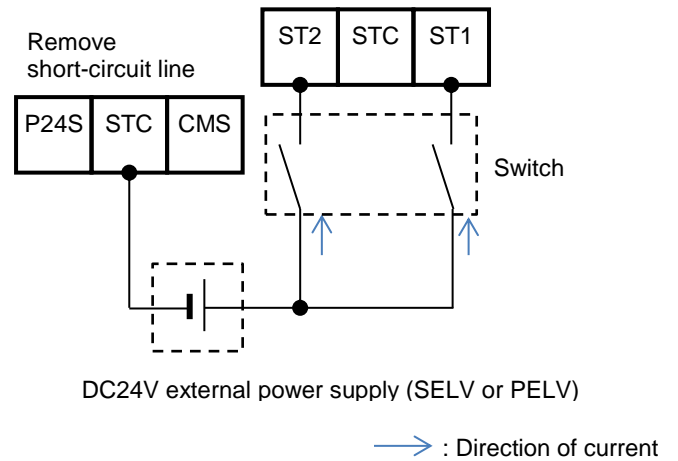 Remove
short-circuit line
ST2 STC ST1
P24S STC CMS
Switch
DC24V external power supply (SELV or PELV)
: Direction of current